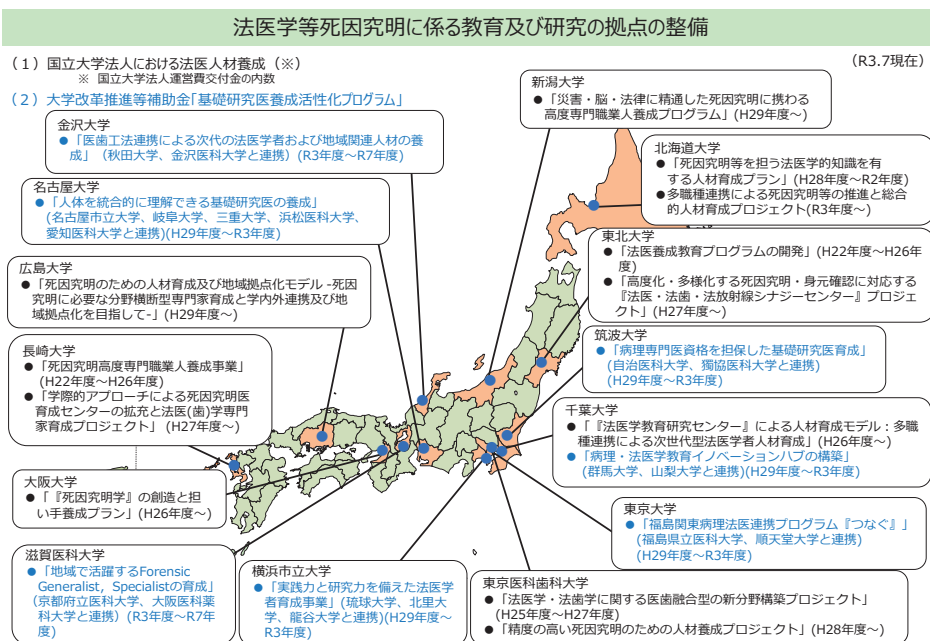 法医学等死因究明に係る教育及び研究の拠点の整備
(R3.7現在)
(1)国立大学法人における法医人材養成(※)
※ 国立大学法人運営費交付金の内数
(2)大学改革推進等補助金「基礎研究医養成活性化プログラム」
金沢大学
● 「医歯工法連携による次代の法医学者および地域関連人材の養
成」(秋田大学、金沢医科大学と連携)(R3年度～R7年度)
名古屋大学
● 「人体を統合的に理解できる基礎研究医の養成」
(名古屋市立大学、岐阜大学、三重大学、浜松医科大学、
愛知医科大学と連携)(H29年度～R3年度)
広島大学
● 「死因究明のための人材育成及び地域拠点化モデル -死因
究明に必要な分野横断型専門家育成と学内外連携及び地
域拠点化を目指して-」(H29年度～)
長崎大学
● 「死因究明高度専門職業人養成事業」
(H22年度～H26年度)
● 「学際的アプローチによる死因究明医
育成センターの拡充と法医(歯)学専門
家育成プロジェクト」(H27年度～)
大阪大学
● 「『死因究明学』の創造と担
い手養成プラン」(H26年度～)
滋賀医科大学
● 「地域で活躍するForensic
Generalist, Specialistの育成」
(京都府立医科大学、大阪医科薬
科大学と連携)(R3年度～R7年
度)
横浜市立大学
● 「実践力と研究力を備えた法医学
者育成事業」(琉球大学、北里大
学、龍谷大学と連携)(H29年度～
R3年度)
新潟大学
● 「災害・脳・法律に精通した死因究明に携わる
高度専門職業人養成プログラム」(H29年度～)
北海道大学
● 「死因究明等を担う法医学的知識を有
する人材育成プラン」(H28年度～R2年度)
● 多職種連携による死因究明等の推進と総合
的人材育成プロジェクト(R3年度～)
東北大学
● 「法医養成教育プログラムの開発」(H22年度～H26年
度)
● 「高度化・多様化する死因究明・身元確認に対応する
『法医・法歯・法放射線シナジーセンター』プロジェ
クト」(H27年度～)
筑波大学
● 「病理専門医資格を担保した基礎研究医育成」
(自治医科大学、獨協医科大学と連携)
(H29年度～R3年度)
千葉大学
● 「『法医学教育研究センター』による人材育成モデル：多職
種連携による次世代型法医学者人材育成」(H26年度～)
● 「病理・法医学教育イノベーションハブの構築」
(群馬大学、山梨大学と連携)(H29年度～R3年度)
東京大学
● 「福島関東病理法医連携プログラム『つなぐ』」
(福島県立医科大学、順天堂大学と連携)
(H29年度～R3年度)
東京医科歯科大学
● 「法医学・法歯学に関する医歯融合型の新分野構築プロジェクト」
(H25年度～H27年度)
● 「精度の高い死因究明のための人材養成プロジェクト」(H28年度～)